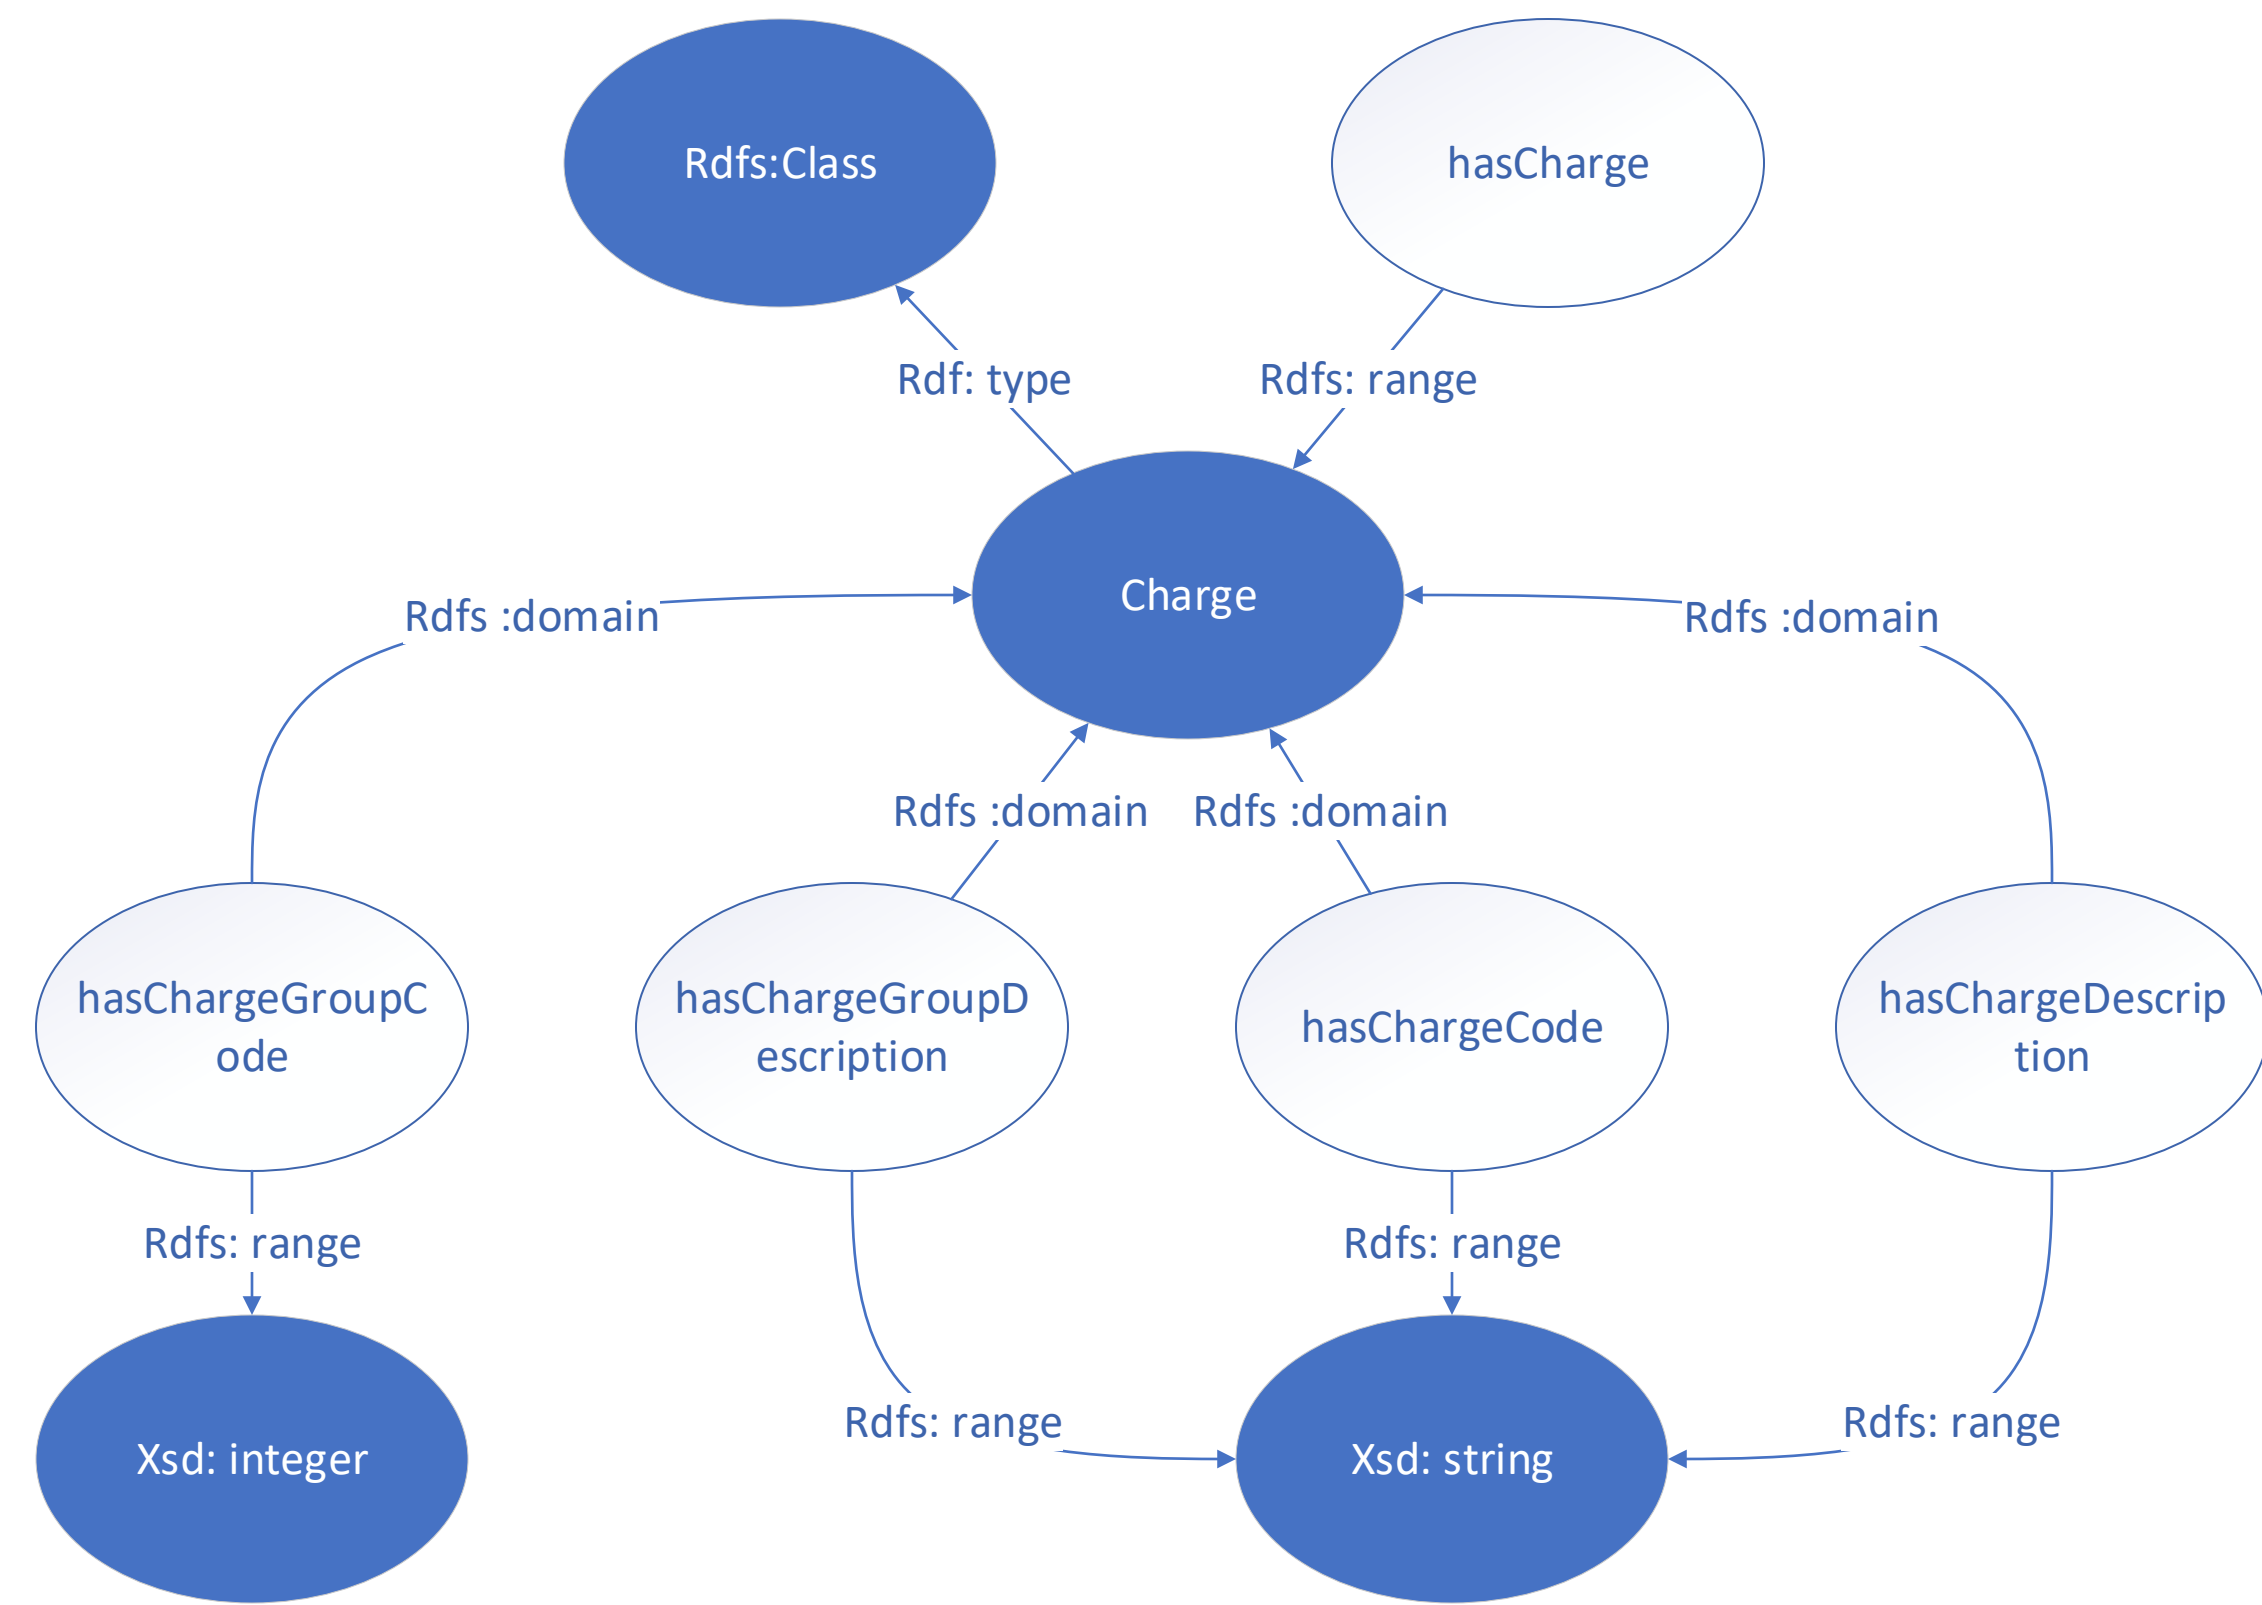 Rdfs:Class
hasCharge
Rdf: type
Rdfs: range
Charge
Rdfs :domain
Rdfs :domain
Rdfs :domain
Rdfs :domain
hasChargeGroupC
ode
hasChargeGroupD
escription
hasChargeCode
hasChargeDescrip
tion
Rdfs: range
Rdfs: range
Rdfs: range
Rdfs: range
Xsd: integer
Xsd: string